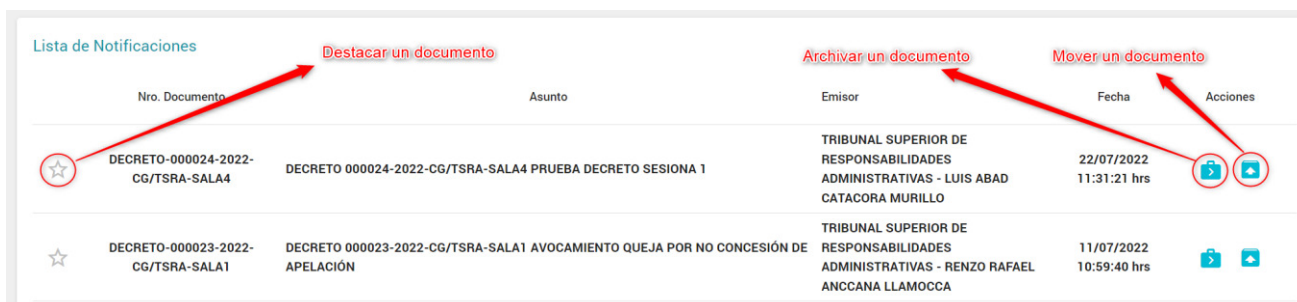 Lista de Notificaciones
Destacar un documento
Archivar un documento
Mover un documento
Nro. Documento
Asunto
Emisor
Fecha
Acciones
DECRETO-000024-2022-
CG/TSRA-SALA4
DECRETO 000024-2022-CG/TSRA-SALA4 PRUEBA DECRETO SESIONA 1
TRIBUNAL SUPERIOR DE
RESPONSABILIDADES
ADMINISTRATIVAS - LUIS ABAD
CATACORA MURILLO
22/07/2022
11:31:21 hrs
DECRETO-000023-2022-
CG/TSRA-SALA1
DECRETO 000023-2022-CG/TSRA-SALA1 AVOCAMIENTO QUEJA POR NO CONCESIÓN DE
APELACIÓN
TRIBUNAL SUPERIOR DE
RESPONSABILIDADES
ADMINISTRATIVAS - RENZO RAFAEL
ANCCANA LLAMOCCA
11/07/2022
10:59:40 hrs